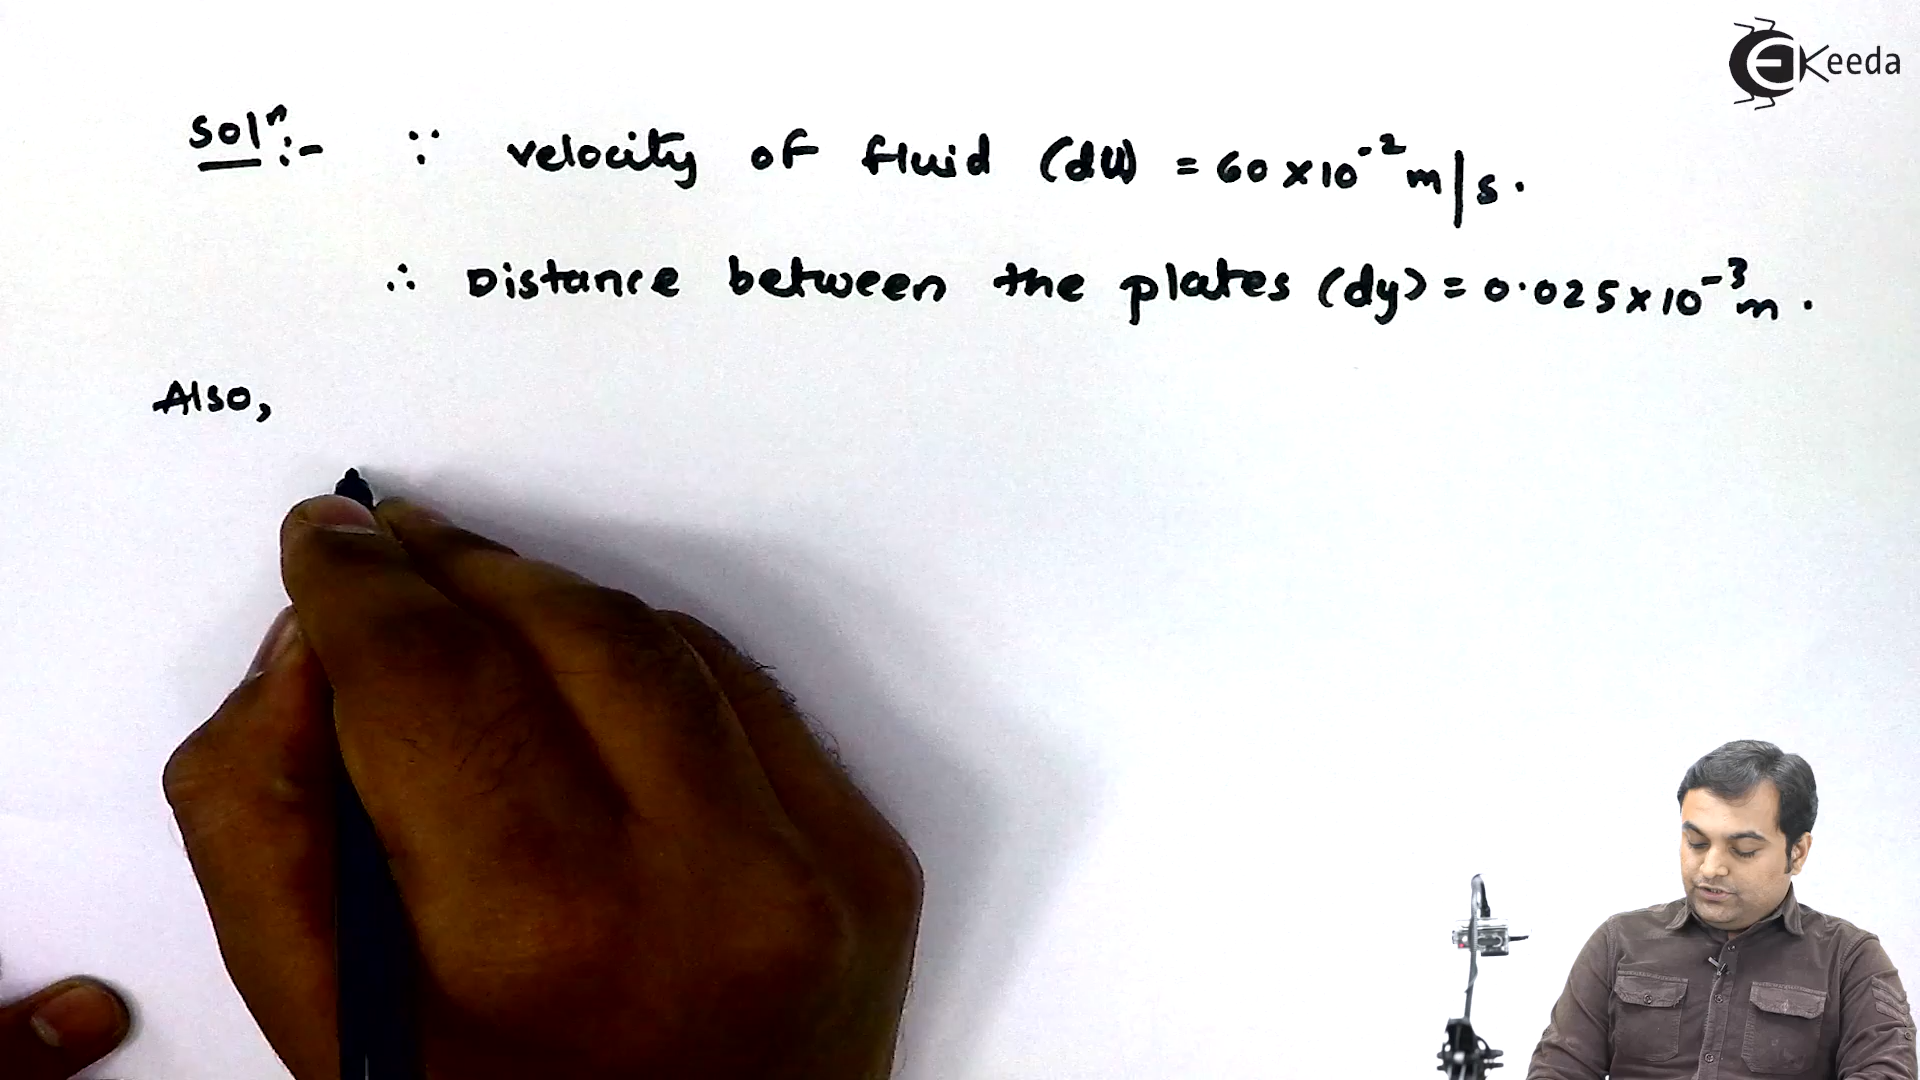 EKeeda
Solⁿ:- ∵ velocity of fluid (du) = 60 × 10⁻² m/s.
∴ Distance between the plates (dy) = 0.025 × 10⁻³ m.
Also,